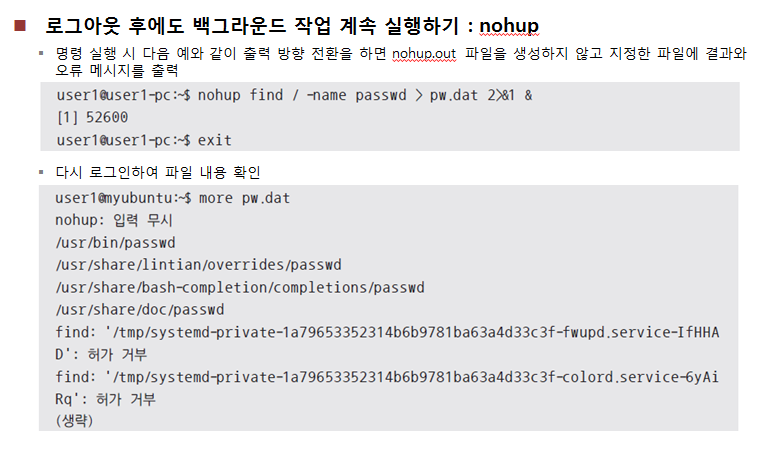 로그아웃 후에도 백그라운드 작업 계속 실행하기 : nohup
명령 실행 시 다음 예와 같이 출력 방향 전환을 하면 nohup.out 파일을 생성하지 않고 지정한 파일에 결과와
오류 메시지를 출력
user1@user1-pc:~$ nohup find / -name passwd > pw.dat 2>&1 &
[1] 52600
user1@user1-pc:~$ exit
다시 로그인하여 파일 내용 확인
user1@myubuntu:~$ more pw.dat
nohup: 입력 무시
/usr/bin/passwd
/usr/share/lintian/overrides/passwd
/usr/share/bash-completion/completions/passwd
/usr/share/doc/passwd
find: '/tmp/systemd-private-1a79653352314b6b9781ba63a4d33c3f-fwupd.service-IfHHA
D': 허가 거부
find: '/tmp/systemd-private-1a79653352314b6b9781ba63a4d33c3f-colord.service-6yAi
Rq': 허가 거부
(생략)